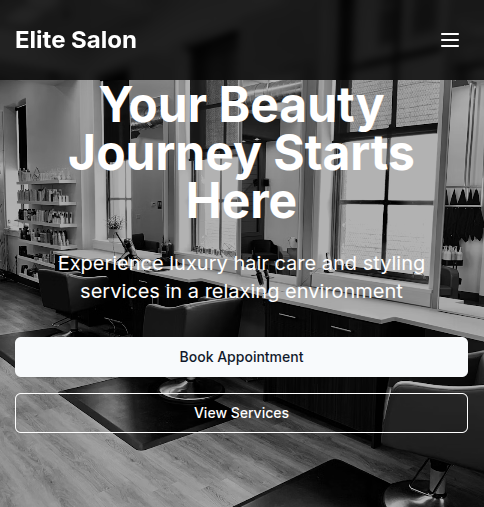 Elite Salon
Your Beauty
Journey Starts
Here
Experience luxury hair care and styling
services in a relaxing environment
Book Appointment
View Services